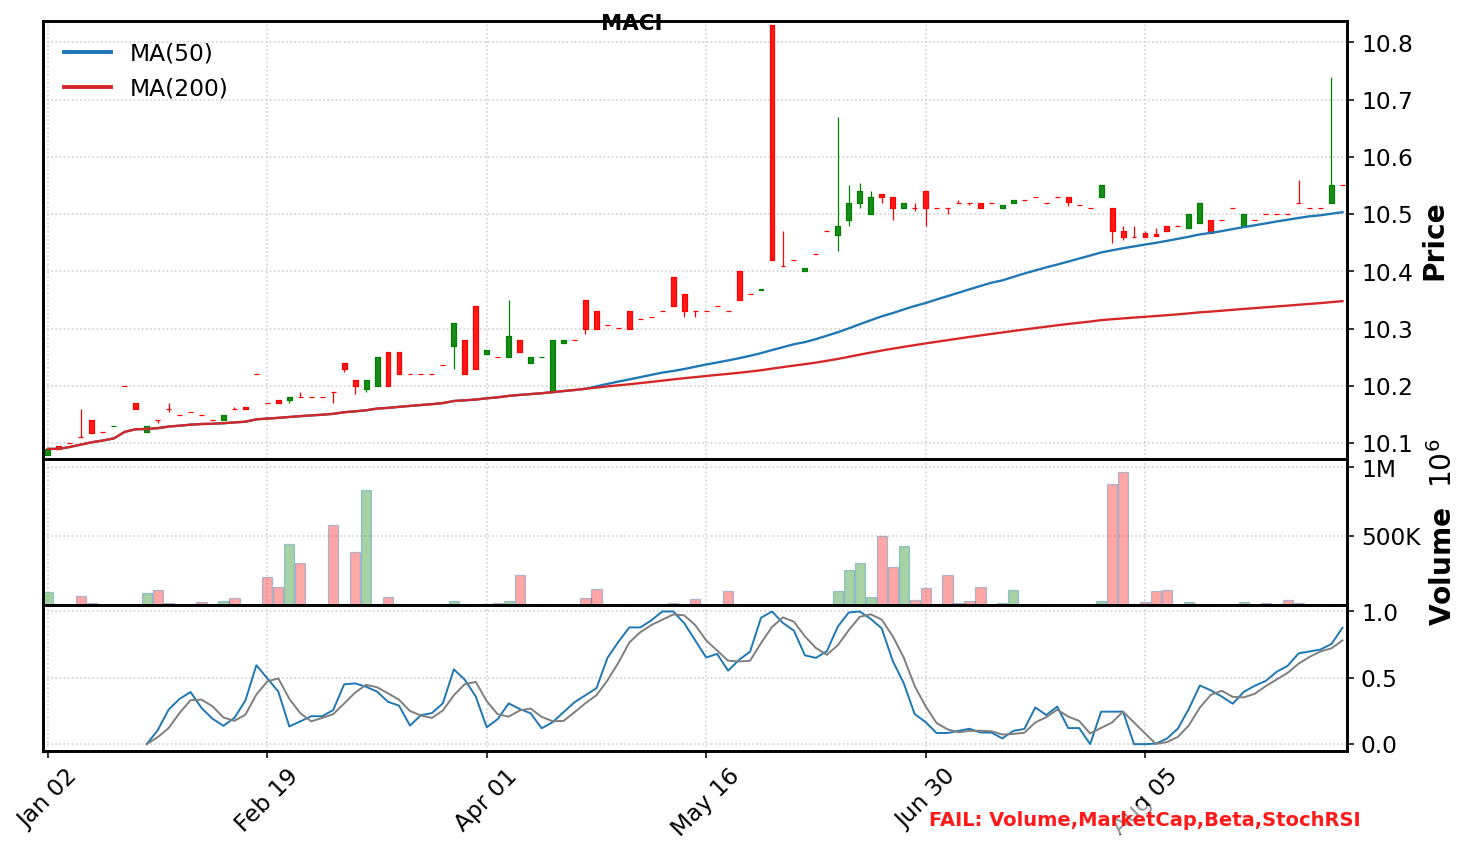 MACI
MA(50)
MA(200)
10.8
10.7
10.6
10.5
10.4
10.3
10.2
10.1
Price
1M
500K
Volume 10⁶
1.0
0.5
0.0
Jan 02
Feb 19
Apr 01
May 16
Jun 30
Aug 05
FAIL: Volume,MarketCap,Beta,StochRSI